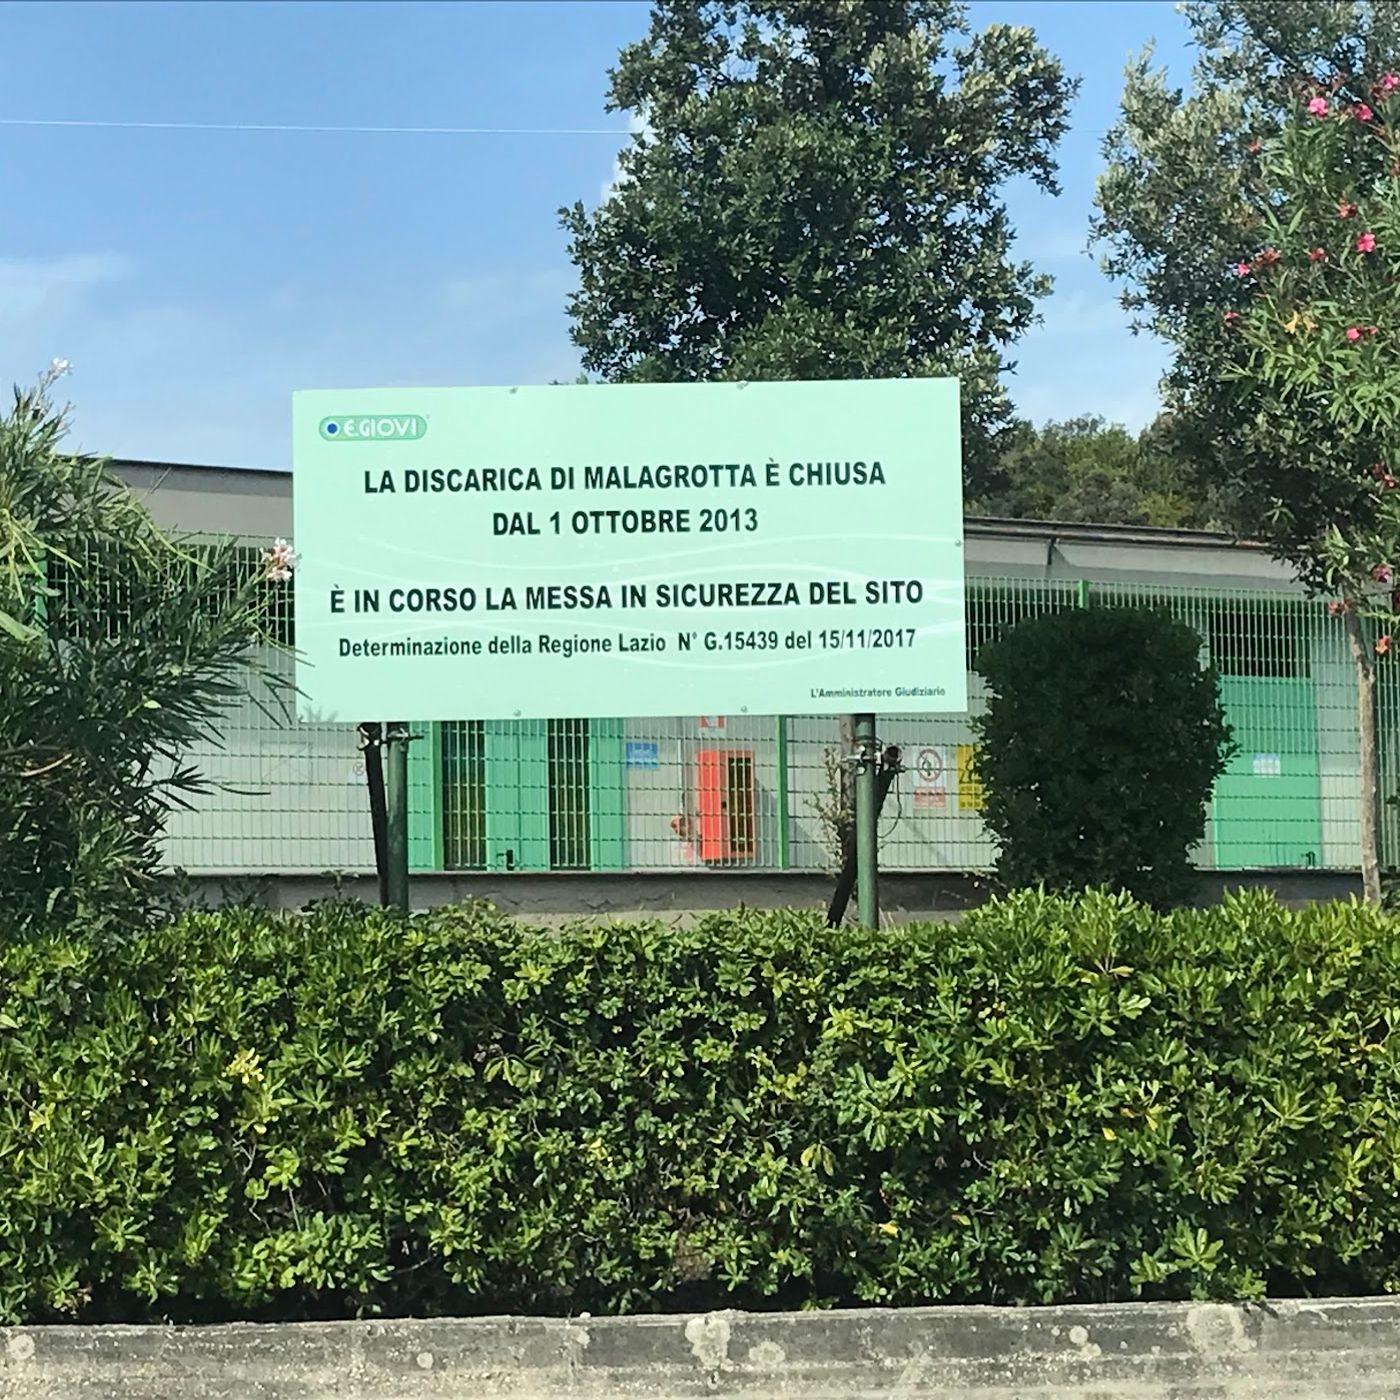 E.GIOVI
LA DISCARICA DI MALAGROTTA È CHIUSA
DAL 1 OTTOBRE 2013
È IN CORSO LA MESSA IN SICUREZZA DEL SITO
Determinazione della Regione Lazio N° G.15439 del 15/11/2017
L'Amministratore Giudiziario